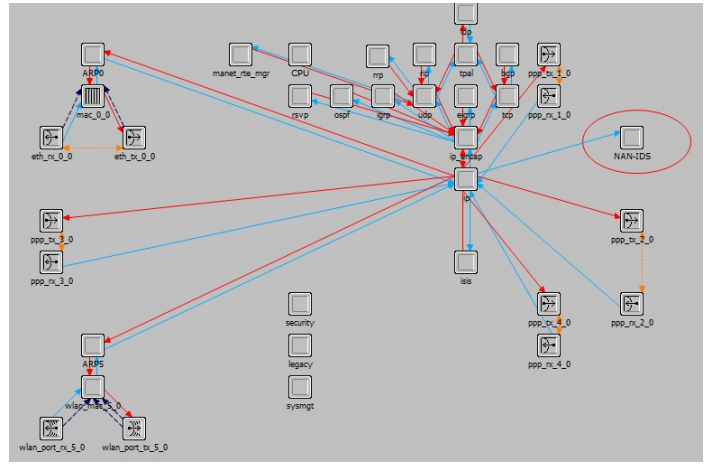 ARP0
manet_rte_mgr
CPU
rrp
rip
tpal
bgp
ppp_tx_1_0
mac_0_0
rsvp
ospf
igrp
udp
eigrp
tcp
ppp_rx_1_0
eth_rx_0_0
eth_tx_0_0
ip_encap
NAN-IDS
ip
ppp_tx_3_0
ppp_tx_2_0
ppp_rx_3_0
isis
security
ppp_tx_4_0
ppp_rx_2_0
ARP5
legacy
ppp_rx_4_0
wlan_mac_5_0
sysmgt
wlan_port_rx_5_0
wlan_port_tx_5_0